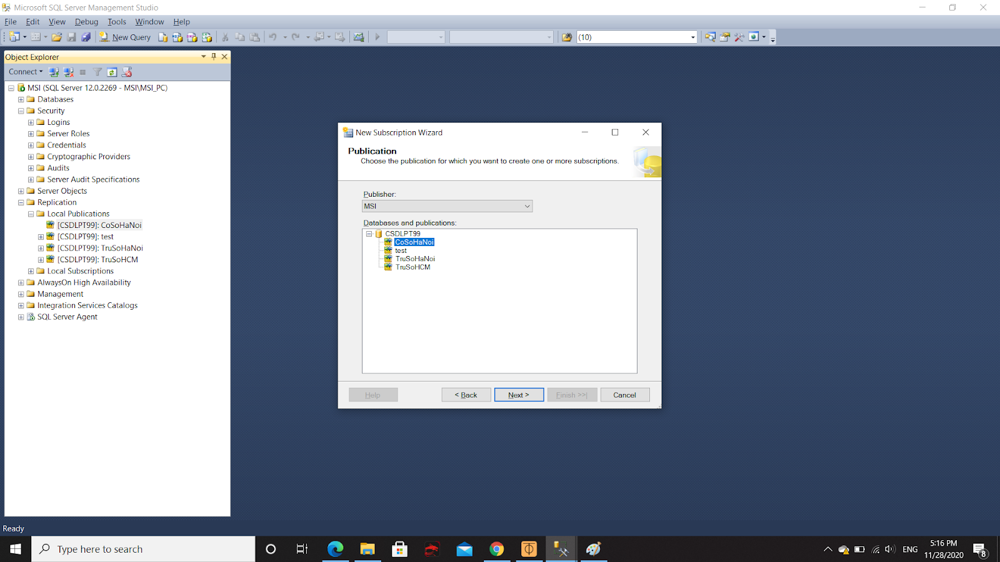 Microsoft SQL Server Management Studio
File Edit View Debug Tools Window Help
New Query (10)
Object Explorer
Connect
MSI (SQL Server 12.0.2269 - MSI\MSI_PC)
Databases
Security
Logins
Server Roles
Credentials
Cryptographic Providers
Audits
Server Audit Specifications
Server Objects
Replication
Local Publications
[CSDLPT99]: CoSoHaNoi
[CSDLPT99]: test
[CSDLPT99]: TruSoHaNoi
[CSDLPT99]: TruSoHCM
Local Subscriptions
AlwaysOn High Availability
Management
Integration Services Catalogs
SQL Server Agent
New Subscription Wizard
Publication
Choose the publication for which you want to create one or more subscriptions.
Publisher:
MSI
Databases and publications:
CSDLPT99
CoSoHaNoi
test
TruSoHaNoi
TruSoHCM
Help < Back Next > Finish >>| Cancel
Ready
Type here to search
ENG
5:16 PM
11/28/2020
8